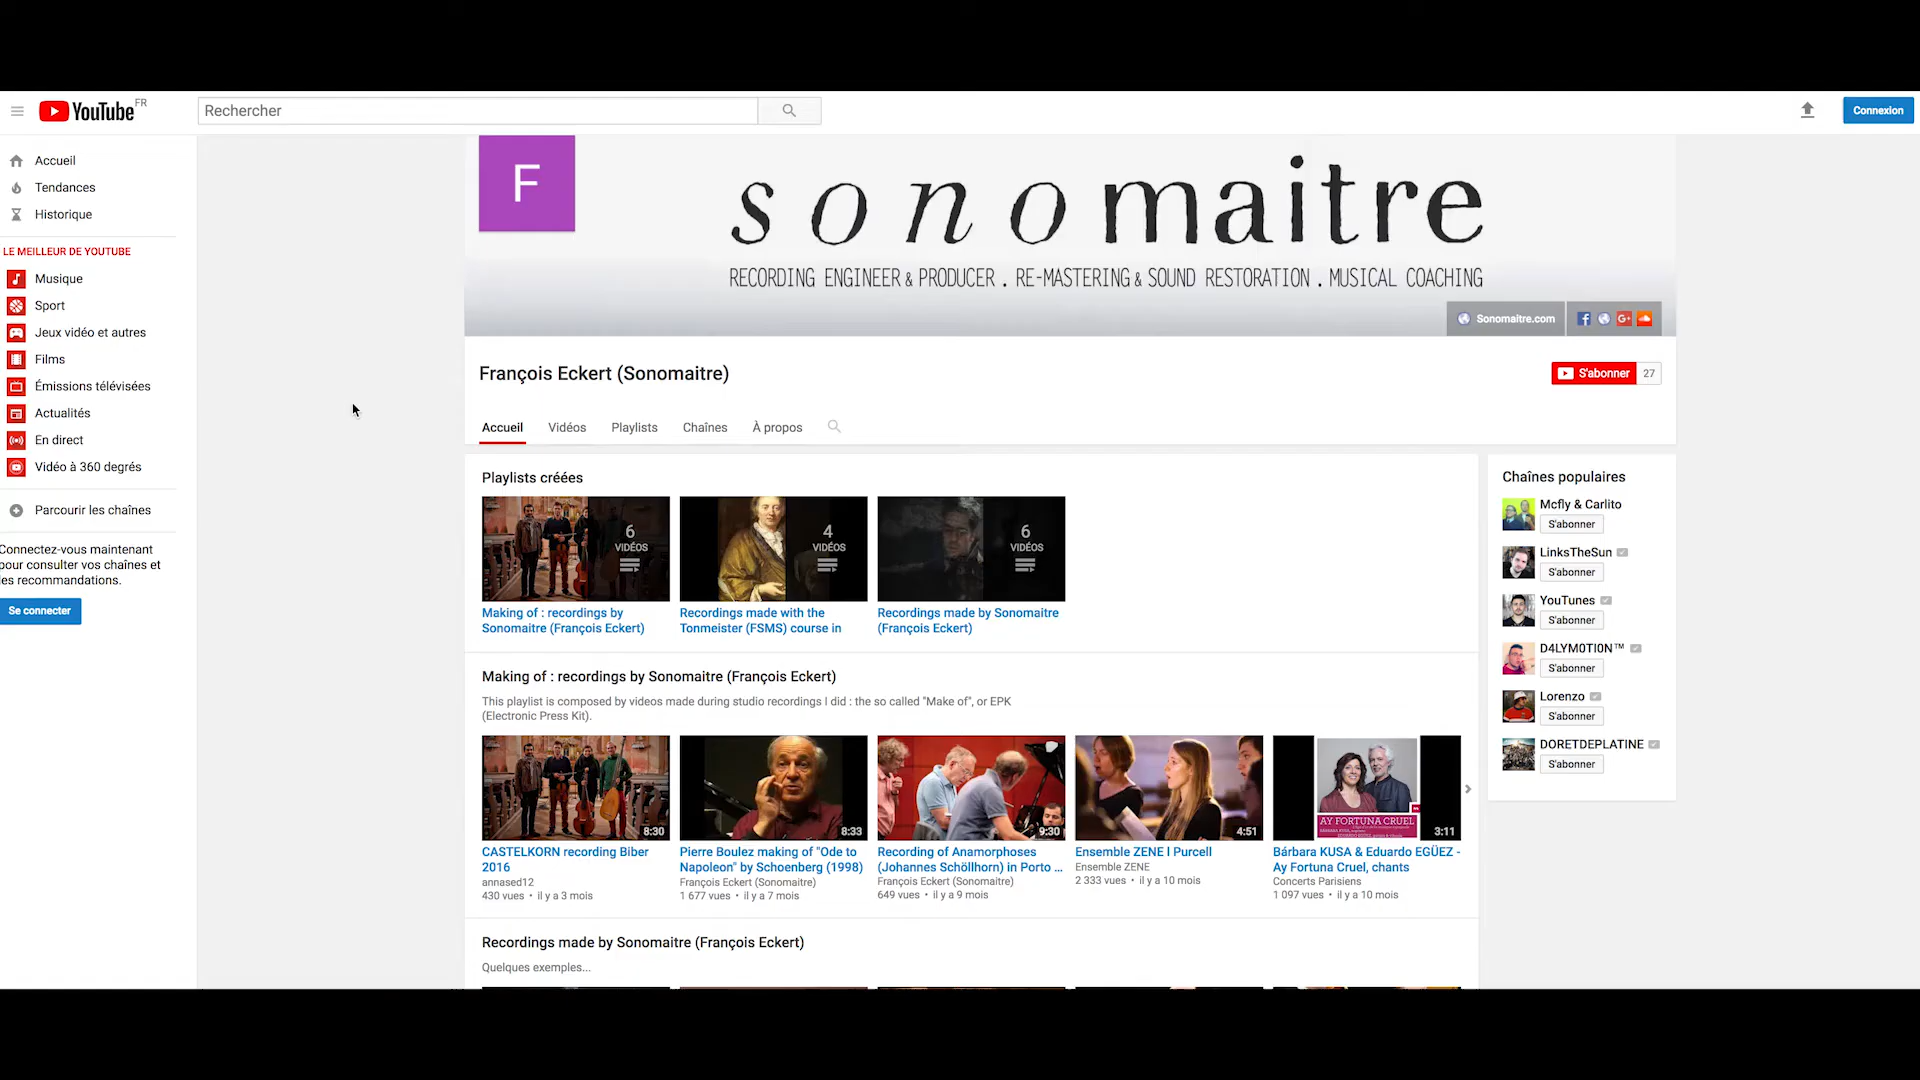 YouTube FR
Rechercher
Connexion
Accueil
Tendances
Historique
LE MEILLEUR DE YOUTUBE
Musique
Sport
Jeux vidéo et autres
Films
Émissions télévisées
Actualités
En direct
Vidéo à 360 degrés
Parcourir les chaînes
Connectez-vous maintenant
pour consulter vos chaînes et
les recommandations.
Se connecter
F
sonomaitre
RECORDING ENGINEER & PRODUCER . RE-MASTERING & SOUND RESTORATION . MUSICAL COACHING
Sonomaitre.com
François Eckert (Sonomaitre)
S'abonner 27
Accueil Vidéos Playlists Chaînes À propos
Playlists créées
6
VIDÉOS
Making of : recordings by
Sonomaitre (François Eckert)
4
VIDÉOS
Recordings made with the
Tonmeister (FSMS) course in
6
VIDÉOS
Recordings made by Sonomaitre
(François Eckert)
Making of : recordings by Sonomaitre (François Eckert)
This playlist is composed by videos made during studio recordings I did : the so called "Make of", or EPK
(Electronic Press Kit).
8:30
CASTELKORN recording Biber
2016
annased12
430 vues • il y a 3 mois
8:33
Pierre Boulez making of "Ode to
Napoleon" by Schoenberg (1998)
François Eckert (Sonomaitre)
1 677 vues • il y a 7 mois
9:30
Recording of Anamorphoses
(Johannes Schöllhorn) in Porto ...
François Eckert (Sonomaitre)
649 vues • il y a 9 mois
4:51
Ensemble ZENE l Purcell
Ensemble ZENE
2 333 vues • il y a 10 mois
AY FORTUNA CRUEL
3:11
Bárbara KUSA & Eduardo EGÜEZ -
Ay Fortuna Cruel, chants
Concerts Parisiens
1 097 vues • il y a 10 mois
Recordings made by Sonomaitre (François Eckert)
Quelques exemples...
Chaînes populaires
Mcfly & Carlito
S'abonner
LinksTheSun
S'abonner
YouTunes
S'abonner
D4LYM0TI0N™
S'abonner
Lorenzo
S'abonner
DORETDEPLATINE
S'abonner